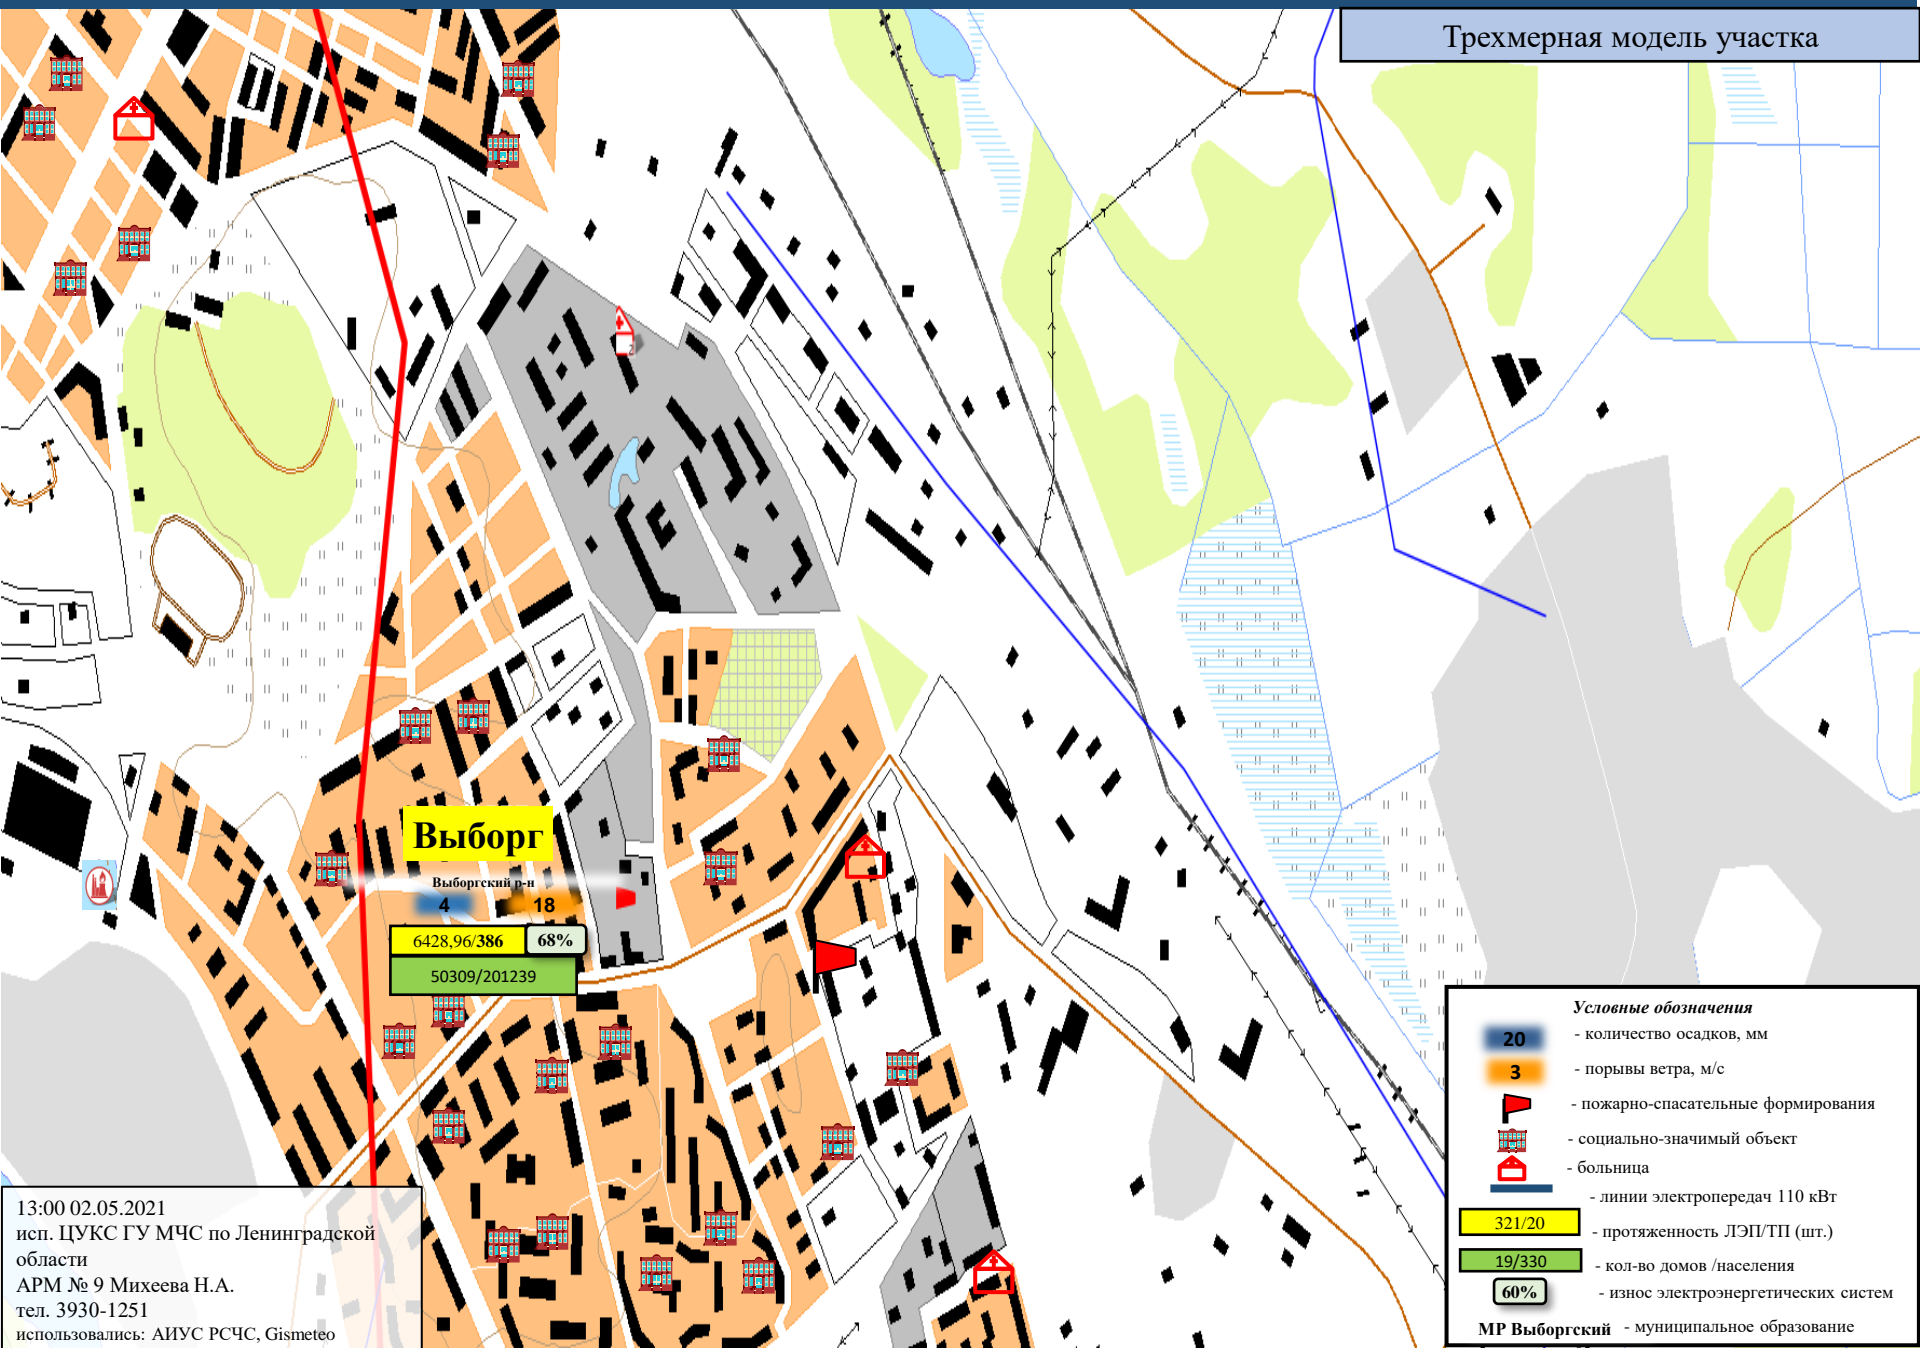 Трехмерная модель участка
Выборг
Выборгский р-н
4
18
6428,96/386
68%
50309/201239
13:00 02.05.2021
исп. ЦУКС ГУ МЧС по Ленинградской
области
АРМ № 9 Михеева Н.А.
тел. 3930-1251
использовались: АИУС РСЧС, Gismeteo
Условные обозначения
20 - количество осадков, мм
3 - порывы ветра, м/с
- пожарно-спасательные формирования
- социально-значимый объект
- больница
- линии электропередач 110 кВт
321/20 - протяженность ЛЭП/ТП (шт.)
19/330 - кол-во домов /населения
60% - износ электроэнергетических систем
МР Выборгский - муниципальное образование